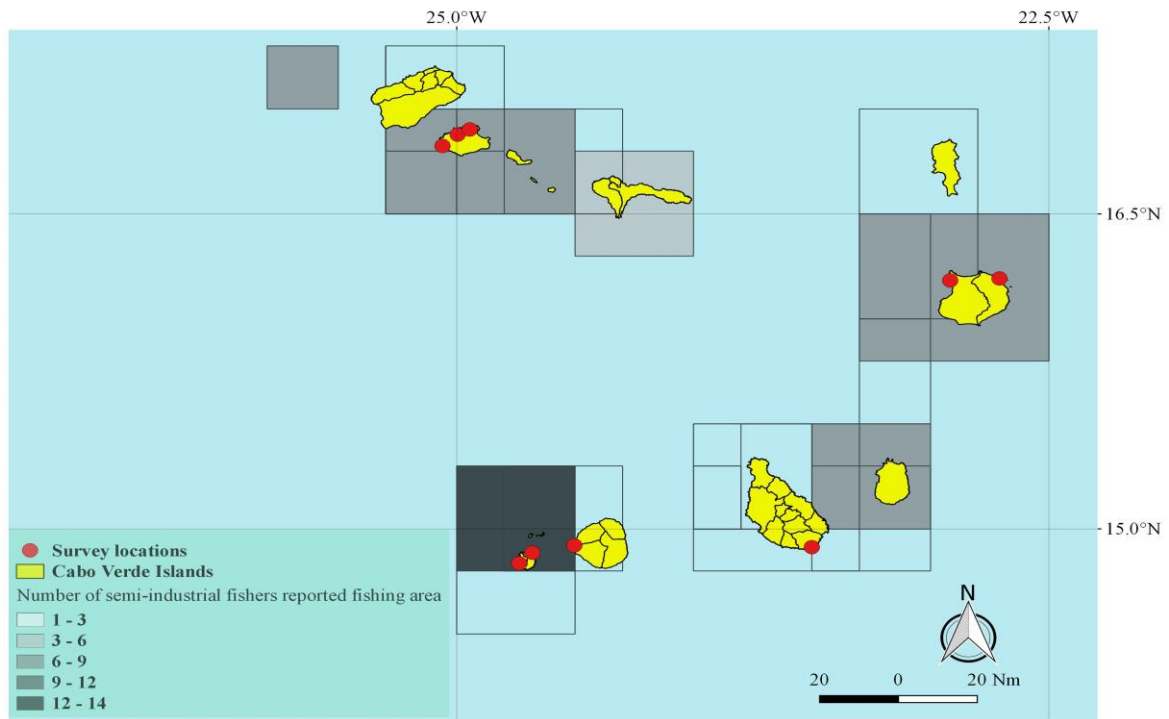 25.0°W 22.5°W
16.5°N
15.0°N
Survey locations
Cabo Verde Islands
Number of semi-industrial fishers reported fishing area
1 - 3
3 - 6
6 - 9
9 - 12
12 - 14
N
20 0 20 Nm